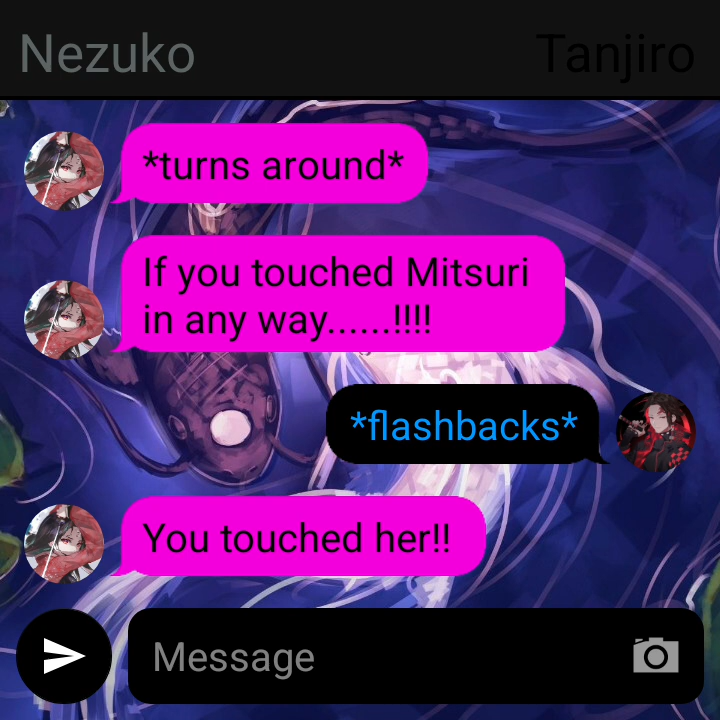 Nezuko
Tanjiro
*turns around*
If you touched Mitsuri
in any way......!!!!
*flashbacks*
You touched her!!
Message